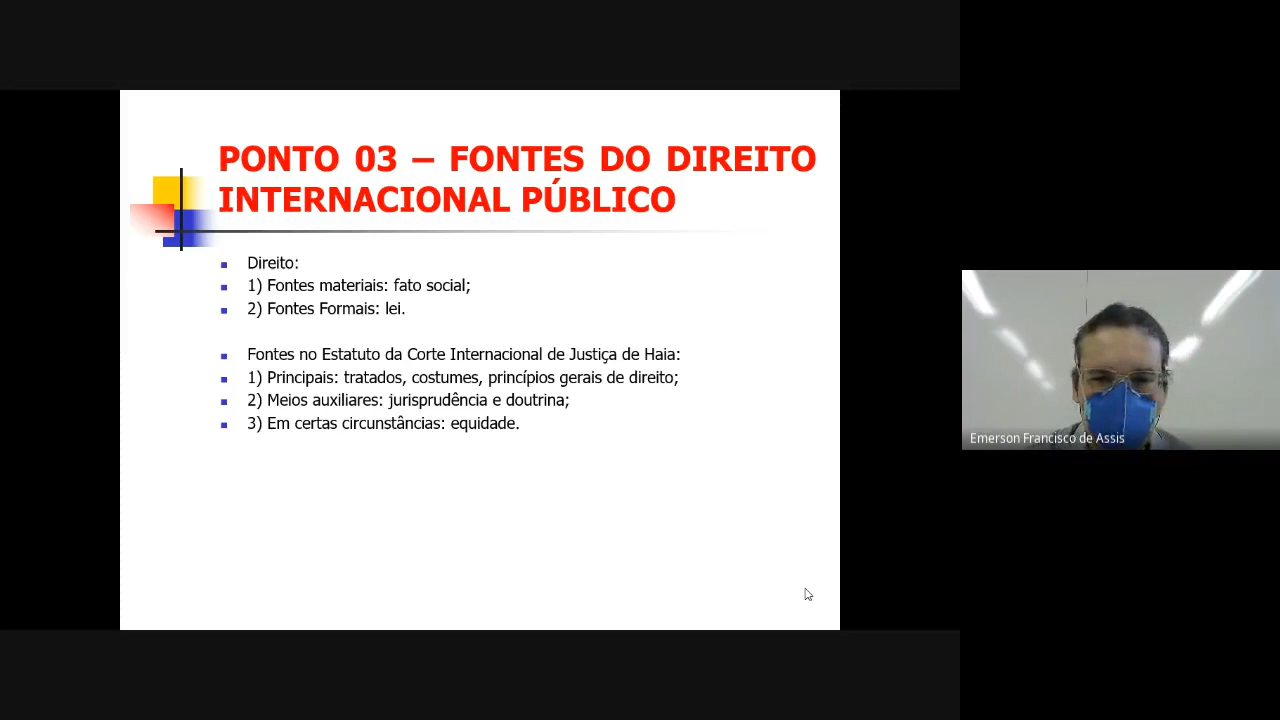 PONTO 03 – FONTES DO DIREITO
INTERNACIONAL PÚBLICO
Direito:
1) Fontes materiais: fato social;
2) Fontes Formais: lei.
Fontes no Estatuto da Corte Internacional de Justiça de Haia:
1) Principais: tratados, costumes, princípios gerais de direito;
2) Meios auxiliares: jurisprudência e doutrina;
3) Em certas circunstâncias: equidade.
Emerson Francisco de Assis